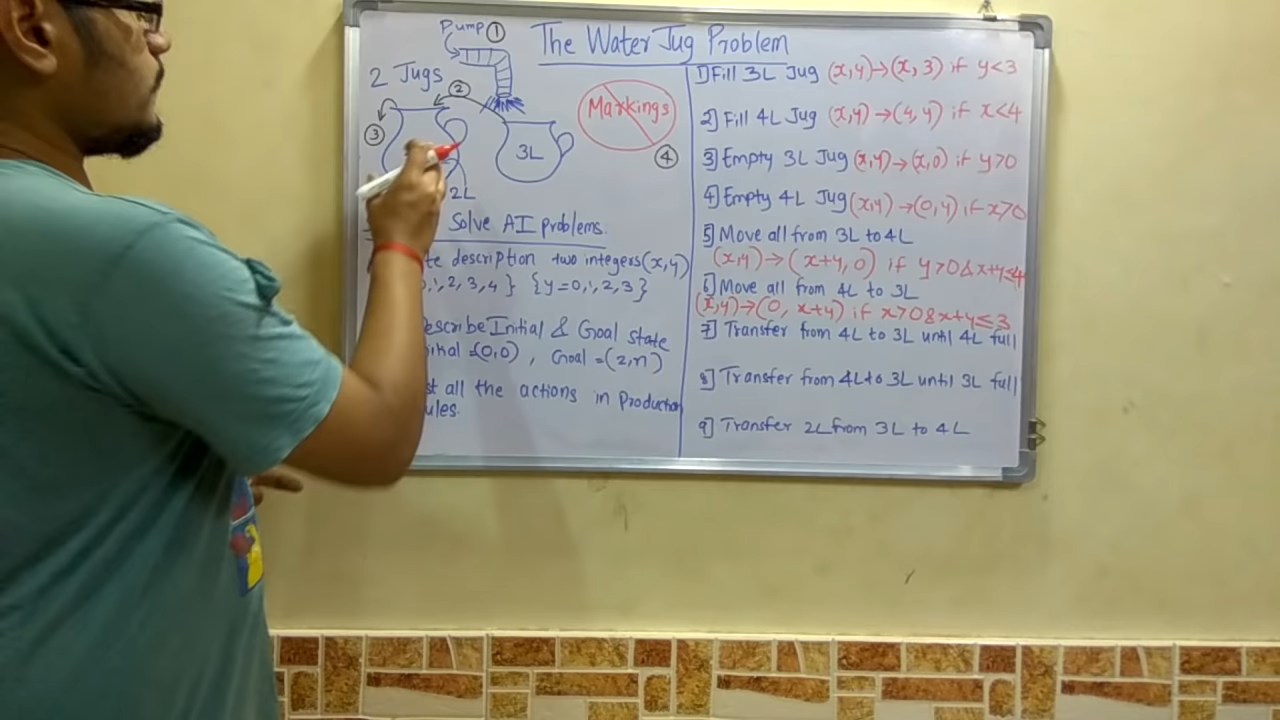 The Water Jug Problem
Pump ①
2 Jugs
②
③
3L
Markings
④
2L
Solve AI problems.
description two integers(x,y)
,1,2,3,4} {y=0,1,2,3}
Initial & Goal state
=(0,0), Goal=(2,n)
all the actions in Production
1] Fill 3L Jug (x,y)→(x,3) if y<3
2] Fill 4L Jug (x,y)→(4,y) if x<4
3] Empty 3L Jug (x,y)→(x,0) if y>0
4] Empty 4L Jug (x,y)→(0,y) if x>0
5] Move all from 3L to 4L
(x,y)→(x+y,0) if y>0&x+y≤4
6] Move all from 4L to 3L
(x,y)→(0,x+y) if x>0&x+y≤3
7] Transfer from 4L to 3L until 4L full
8] Transfer from 4L to 3L until 3L full
9] Transfer 2L from 3L to 4L